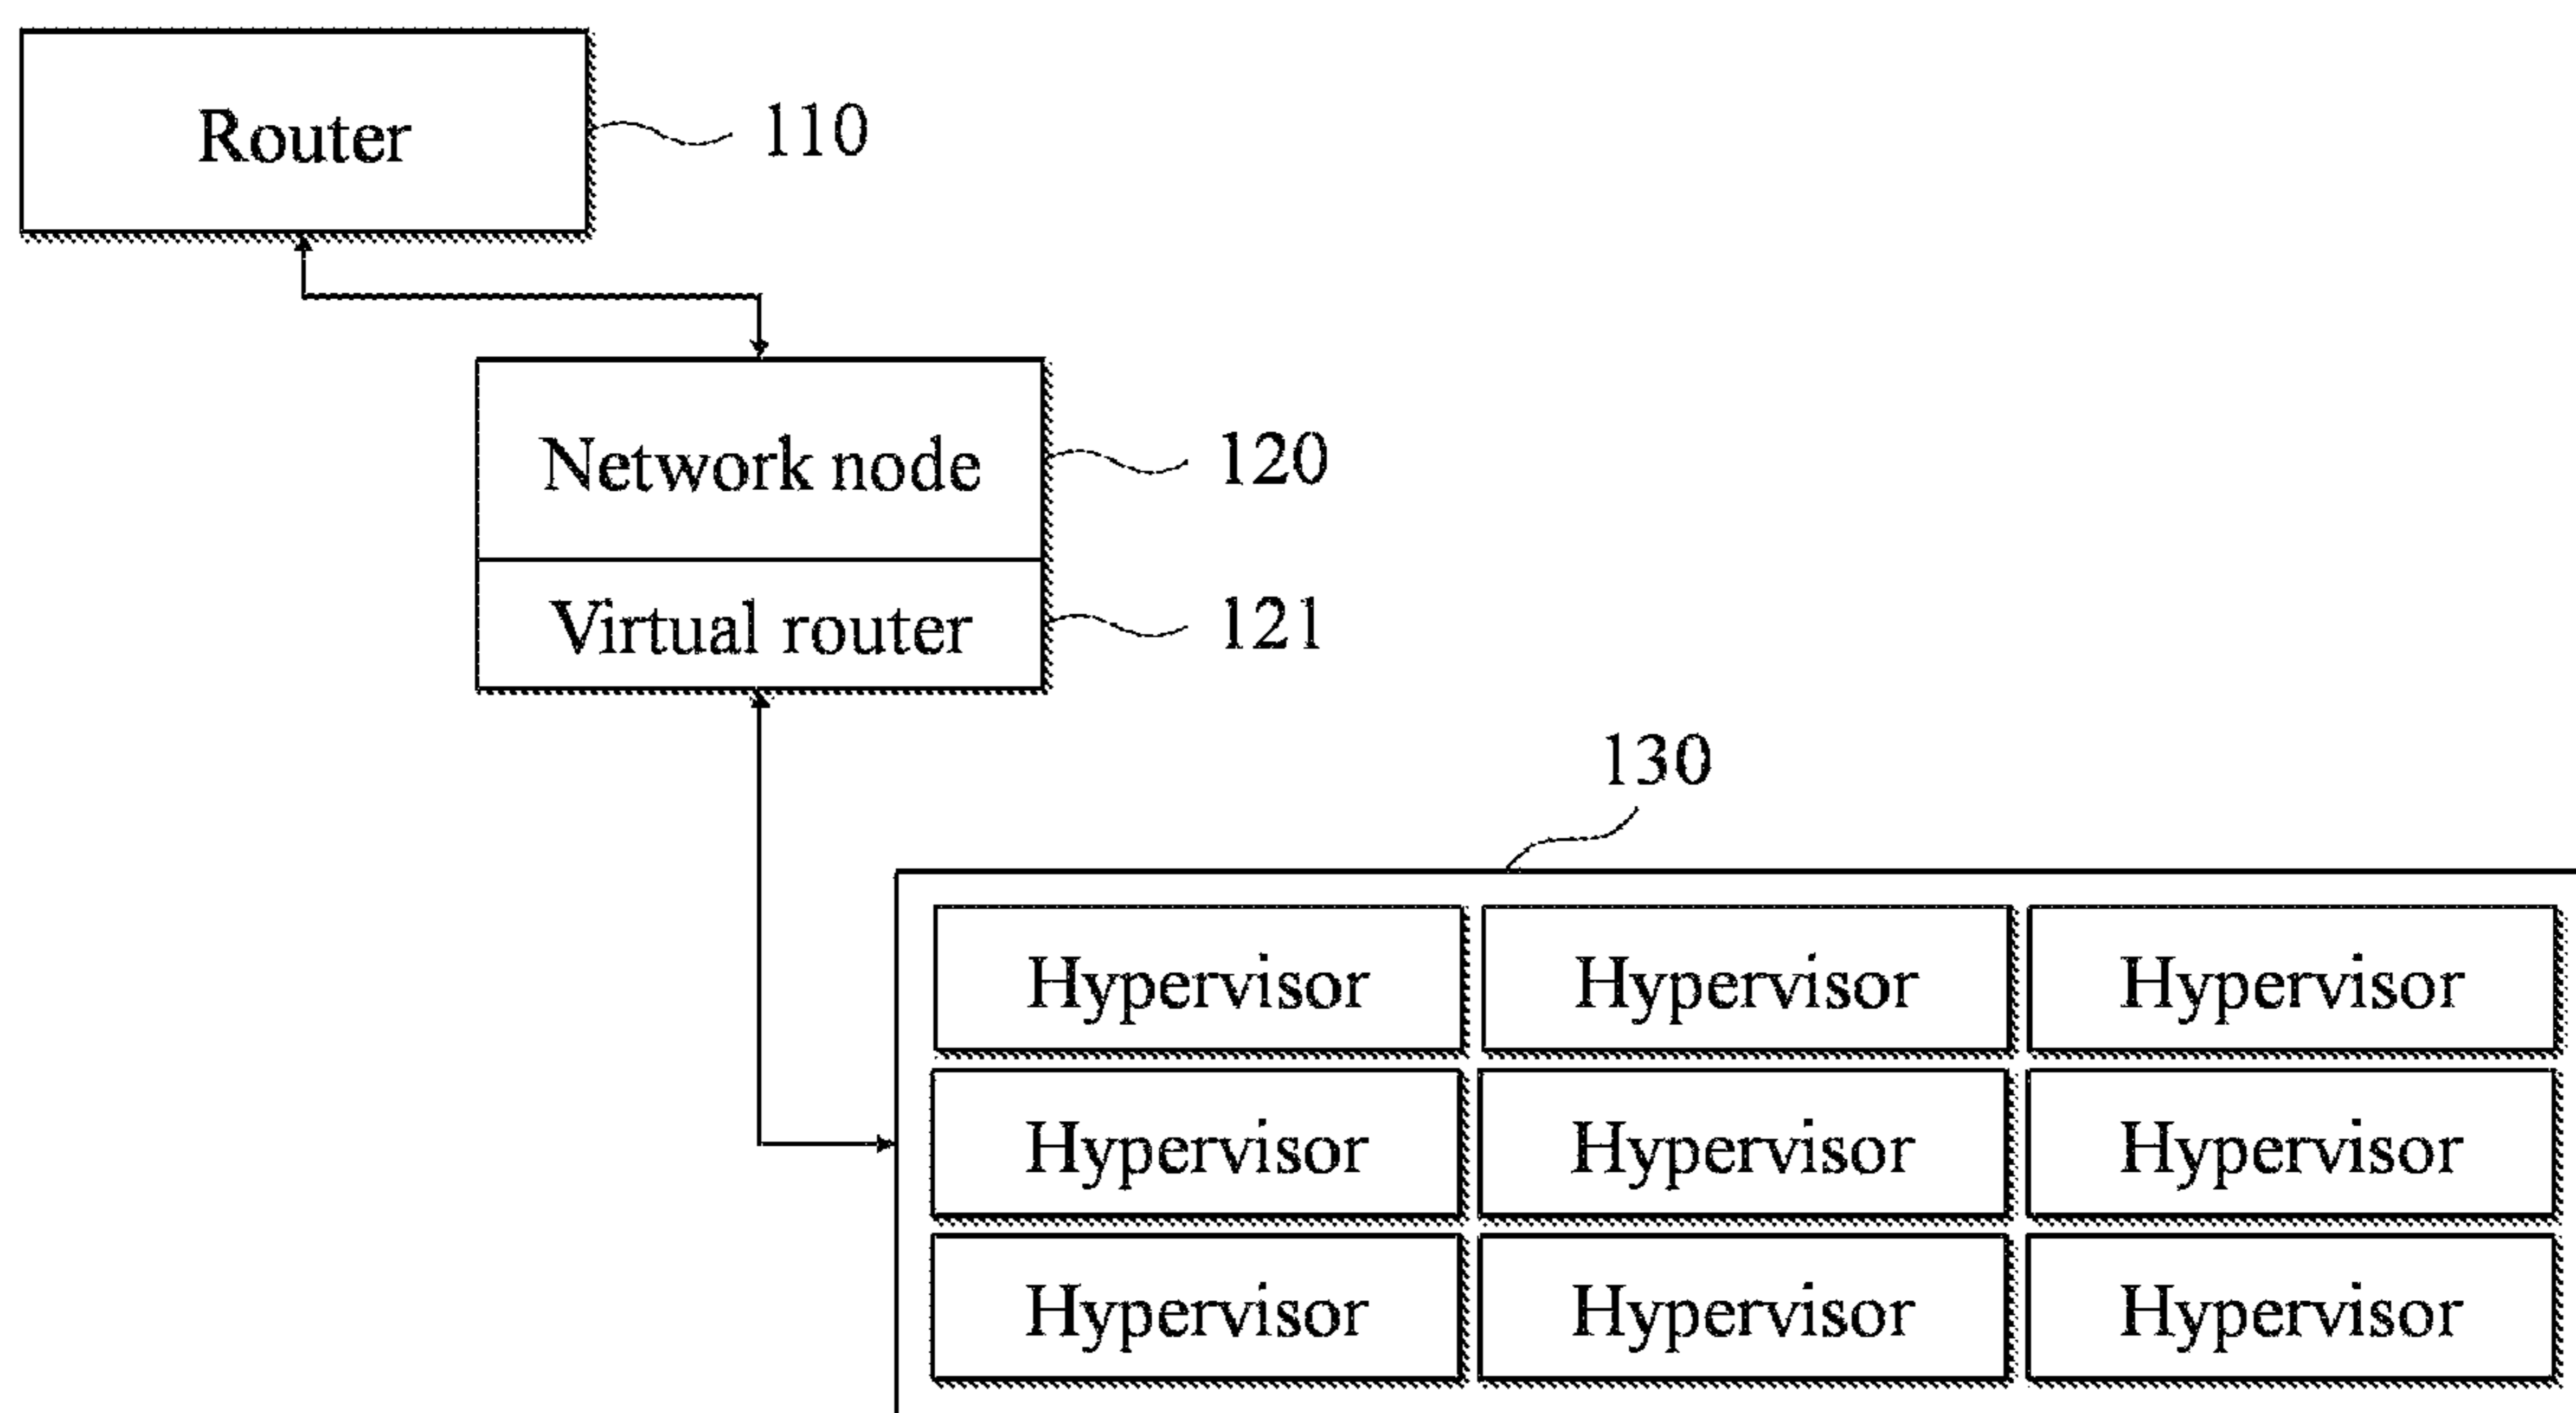 Router
110
Network node
120
Virtual router
121
130
Hypervisor Hypervisor Hypervisor
Hypervisor Hypervisor Hypervisor
Hypervisor Hypervisor Hypervisor